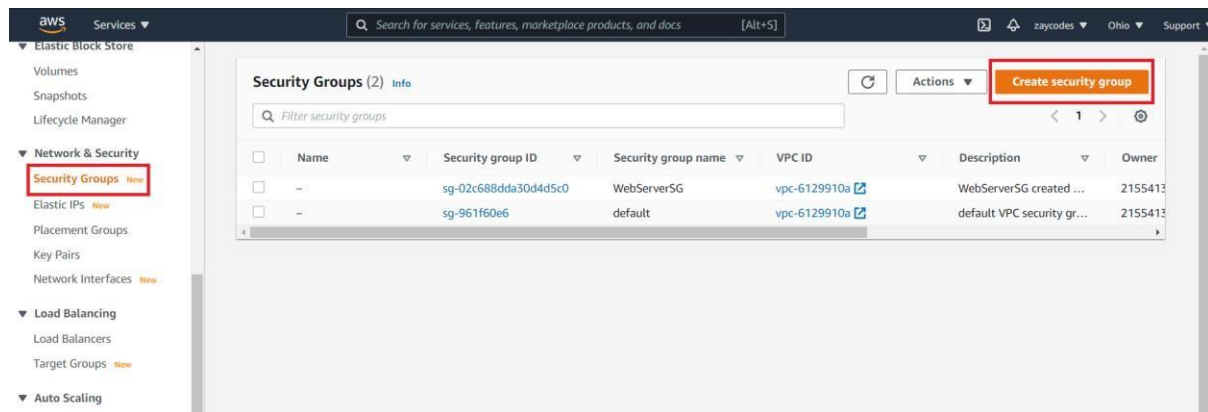 aws Services ▼ Search for services, features, marketplace products, and docs [Alt+S] zaycodes ▼ Ohio ▼ Support
Elastic Block Store
Volumes
Snapshots
Lifecycle Manager
Network & Security
Security Groups New
Elastic IPs New
Placement Groups
Key Pairs
Network Interfaces New
Load Balancing
Load Balancers
Target Groups New
Auto Scaling
Security Groups (2) Info Actions ▼ Create security group
Filter security groups 1
Name Security group ID Security group name VPC ID Description Owner
– sg-02c688dda30d4d5c0 WebServerSG vpc-6129910a WebServerSG created ... 2155413
– sg-961f60e6 default vpc-6129910a default VPC security gr... 2155413